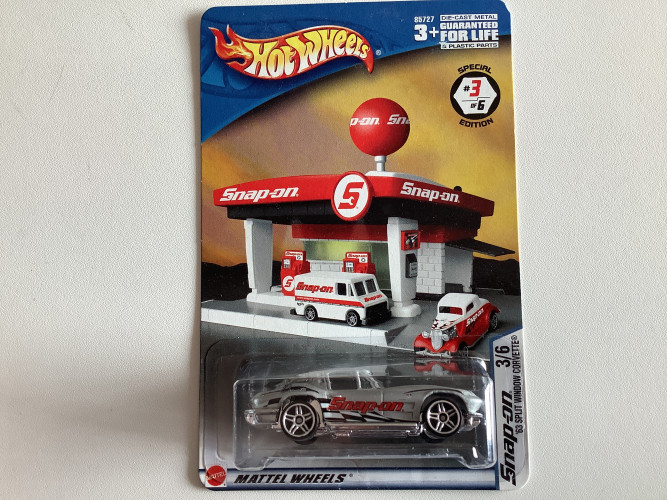 HOT WHEELS®
85727
3+
DIE-CAST METAL
GUARANTEED
FOR LIFE
& PLASTIC PARTS
SPECIAL
#3
OF 6
EDITION
Snap-on
Snap-on
S
Snap-on
Snap-on
Snap-on
Snap-on
Snap-on 3/6
'63 SPLIT WINDOW CORVETTE®
MATTEL
MATTEL WHEELS®